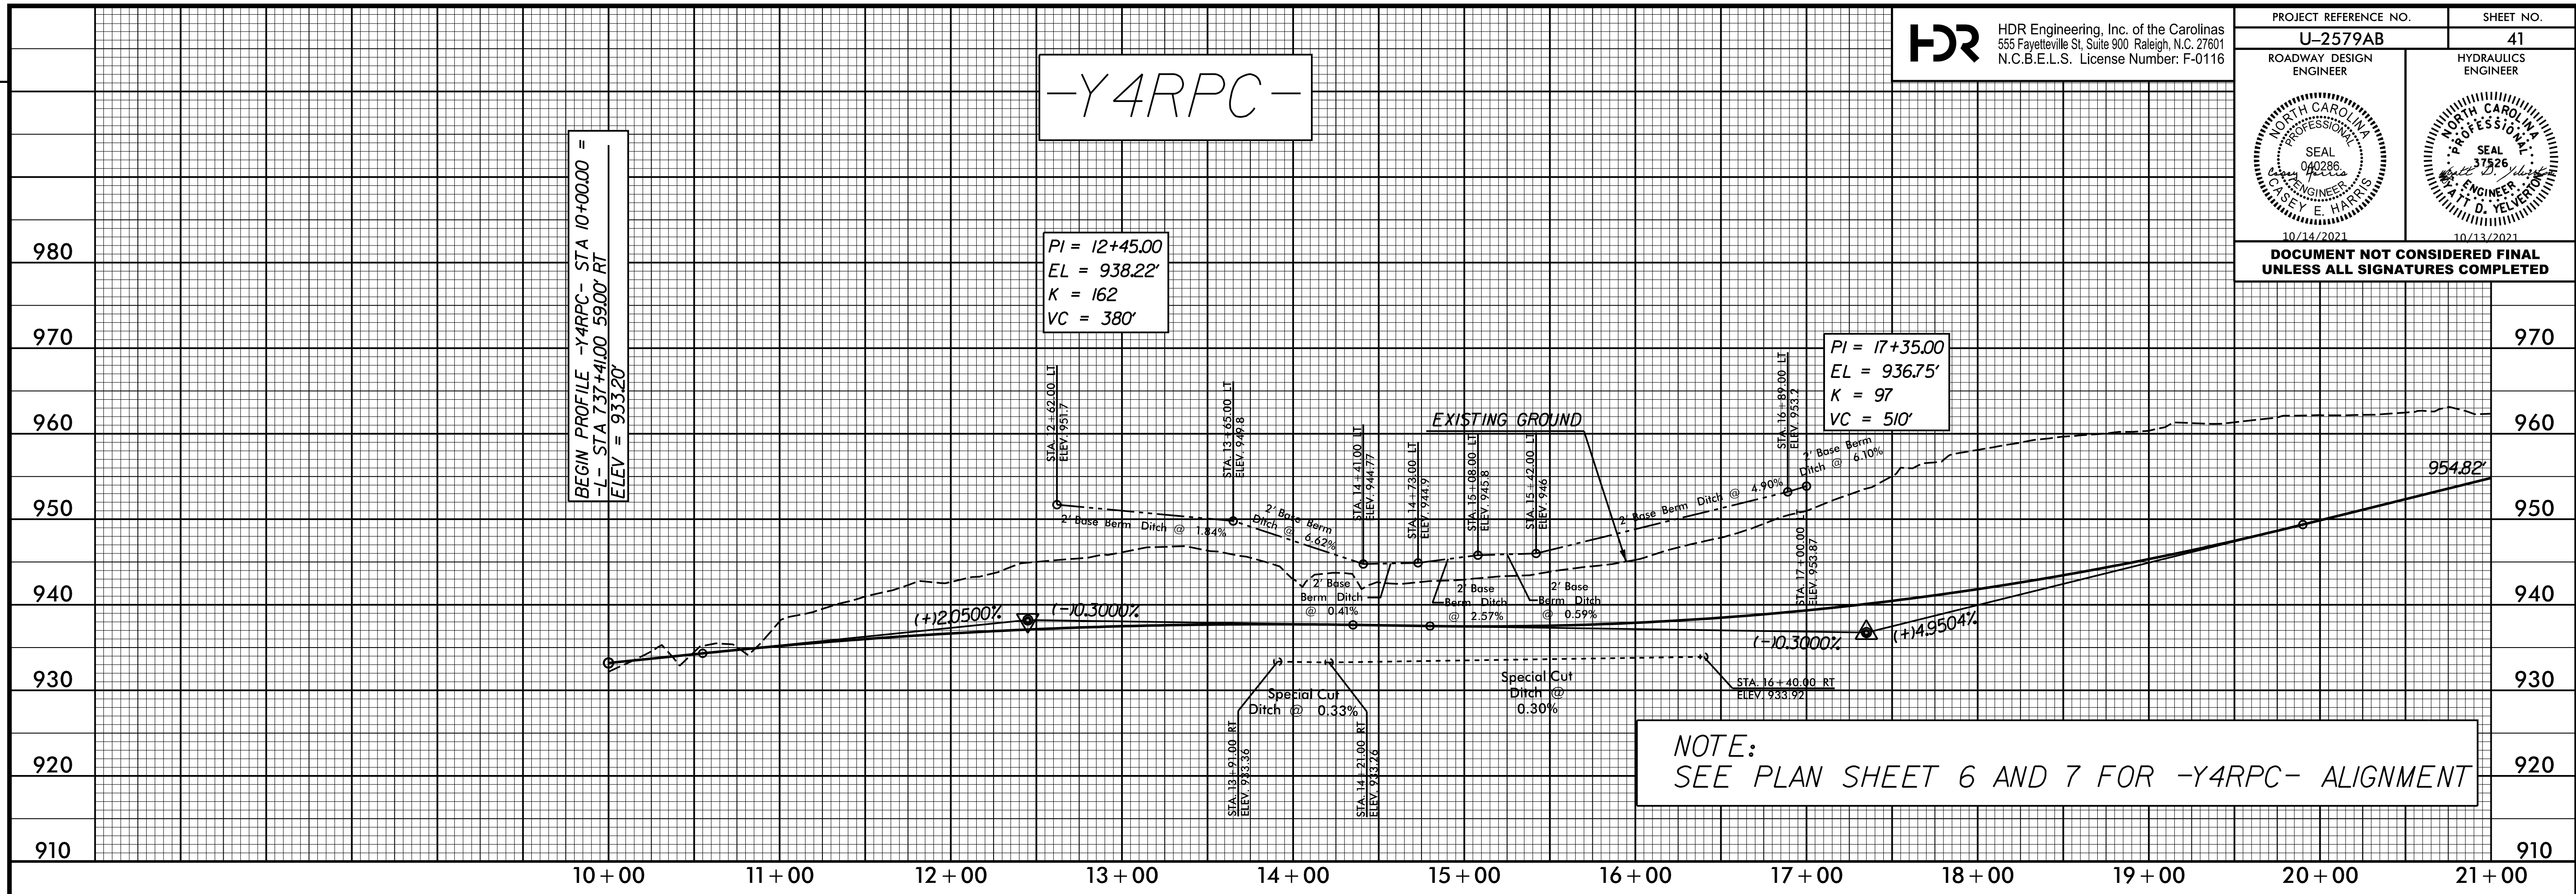 HDR
HDR Engineering, Inc. of the Carolinas
555 Fayetteville St, Suite 900 Raleigh, N.C. 27601
N.C.B.E.L.S. License Number: F-0116
PROJECT REFERENCE NO.
SHEET NO.
U-2579AB
41
ROADWAY DESIGN
ENGINEER
HYDRAULICS
ENGINEER
NORTH CAROLINA
PROFESSIONAL
SEAL
040286
ENGINEER
CASEY E. HARRIS
10/14/2021
NORTH CAROLINA
PROFESSIONAL
SEAL
37526
ENGINEER
WYATT D. YELVERTON
10/13/2021
DOCUMENT NOT CONSIDERED FINAL
UNLESS ALL SIGNATURES COMPLETED
-Y4RPC-
BEGIN PROFILE -Y4RPC- STA 10+00.00 =
-L- STA 737+41.00 59.00' RT
ELEV = 933.20'
PI = 12+45.00
EL = 938.22'
K = 162
VC = 380'
PI = 17+35.00
EL = 936.75'
K = 97
VC = 510'
STA. 12+62.00 LT
ELEV. 951.7
STA. 13+65.00 LT
ELEV. 949.8
STA. 14+41.00 LT
ELEV. 944.77
STA. 14+73.00 LT
ELEV. 944.9
STA. 15+08.00 LT
ELEV. 945.8
STA. 15+42.00 LT
ELEV. 946
STA. 16+89.00 LT
ELEV. 953.2
STA. 17+00.00 LT
ELEV. 953.87
EXISTING GROUND
2' Base Berm Ditch @ 1.84%
2' Base Berm
Ditch @ 6.62%
2' Base
Berm Ditch
@ 0.41%
2' Base
Berm Ditch
@ 2.57%
2' Base
Berm Ditch
@ 0.59%
2' Base Berm Ditch @ 4.90%
2' Base Berm
Ditch @ 6.10%
954.82'
(+)2.0500%
(-)0.3000%
(-)0.3000%
(+)4.9504%
Special Cut
Ditch @ 0.33%
Special Cut
Ditch @
0.30%
STA. 13+91.00 RT
ELEV. 933.36
STA. 14+21.00 RT
ELEV. 933.26
STA. 16+40.00 RT
ELEV. 933.92
NOTE:
SEE PLAN SHEET 6 AND 7 FOR -Y4RPC- ALIGNMENT
980
970
960
950
940
930
920
910
970
960
950
940
930
920
910
10+00
11+00
12+00
13+00
14+00
15+00
16+00
17+00
18+00
19+00
20+00
21+00